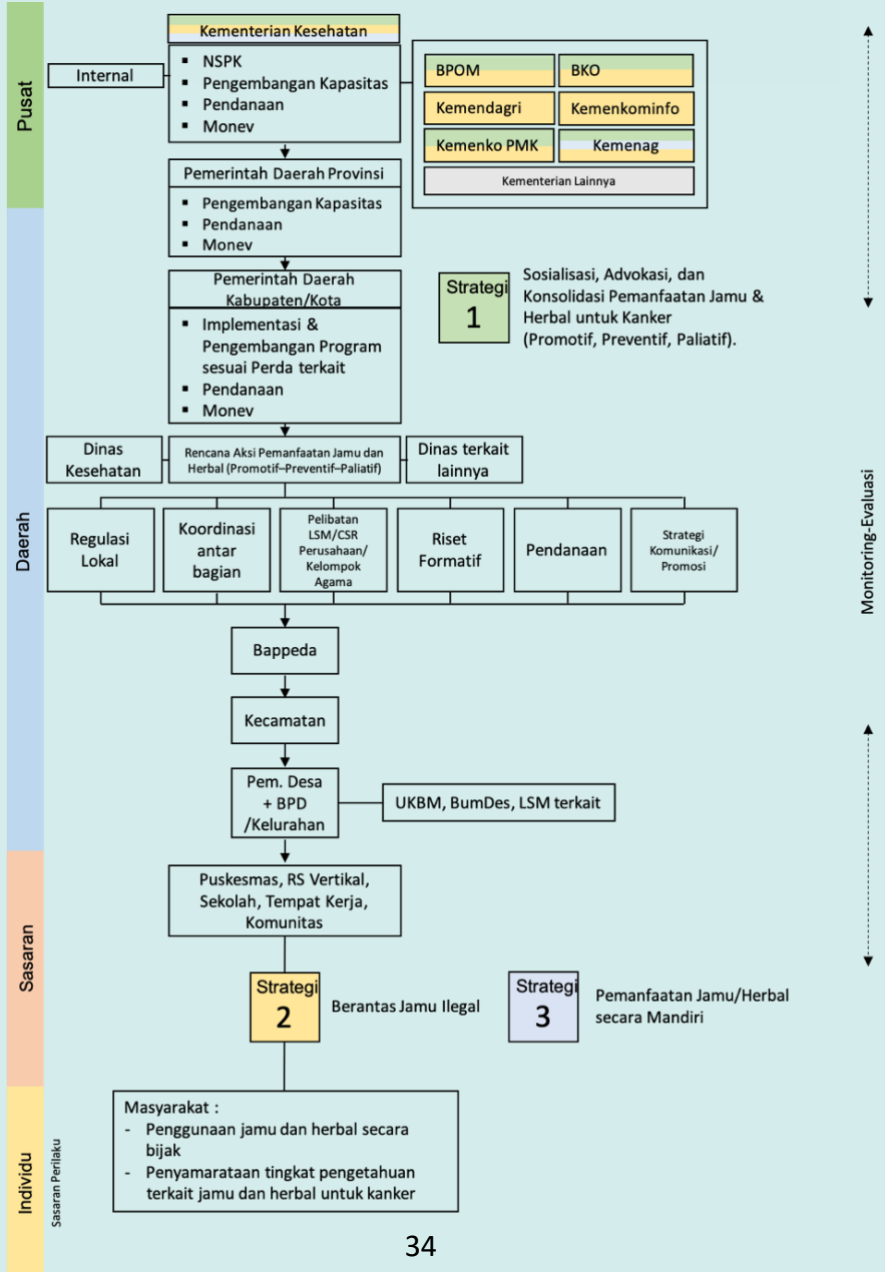 Pusat
Kementerian Kesehatan
Internal
▪ NSPK
▪ Pengembangan Kapasitas
▪ Pendanaan
▪ Monev
BPOM
BKO
Kemendagri
Kemenkominfo
Kemenko PMK
Kemenag
Kementerian Lainnya
Pemerintah Daerah Provinsi
▪ Pengembangan Kapasitas
▪ Pendanaan
▪ Monev
Daerah
Pemerintah Daerah
Kabupaten/Kota
▪ Implementasi &
Pengembangan Program
sesuai Perda terkait
▪ Pendanaan
▪ Monev
Strategi
1
Sosialisasi, Advokasi, dan
Konsolidasi Pemanfaatan Jamu &
Herbal untuk Kanker
(Promotif, Preventif, Paliatif).
Dinas
Kesehatan
Rencana Aksi Pemanfaatan Jamu dan
Herbal (Promotif–Preventif–Paliatif)
Dinas terkait
lainnya
Regulasi
Lokal
Koordinasi
antar
bagian
Pelibatan
LSM/CSR
Perusahaan/
Kelompok
Agama
Riset
Formatif
Pendanaan
Strategi
Komunikasi/
Promosi
Monitoring-Evaluasi
Bappeda
Kecamatan
Pem. Desa
+ BPD
/Kelurahan
UKBM, BumDes, LSM terkait
Sasaran
Puskesmas, RS Vertikal,
Sekolah, Tempat Kerja,
Komunitas
Strategi
2
Berantas Jamu Ilegal
Strategi
3
Pemanfaatan Jamu/Herbal
secara Mandiri
Individu
Sasaran Perilaku
Masyarakat :
- Penggunaan jamu dan herbal secara
bijak
- Penyamarataan tingkat pengetahuan
terkait jamu dan herbal untuk kanker
34